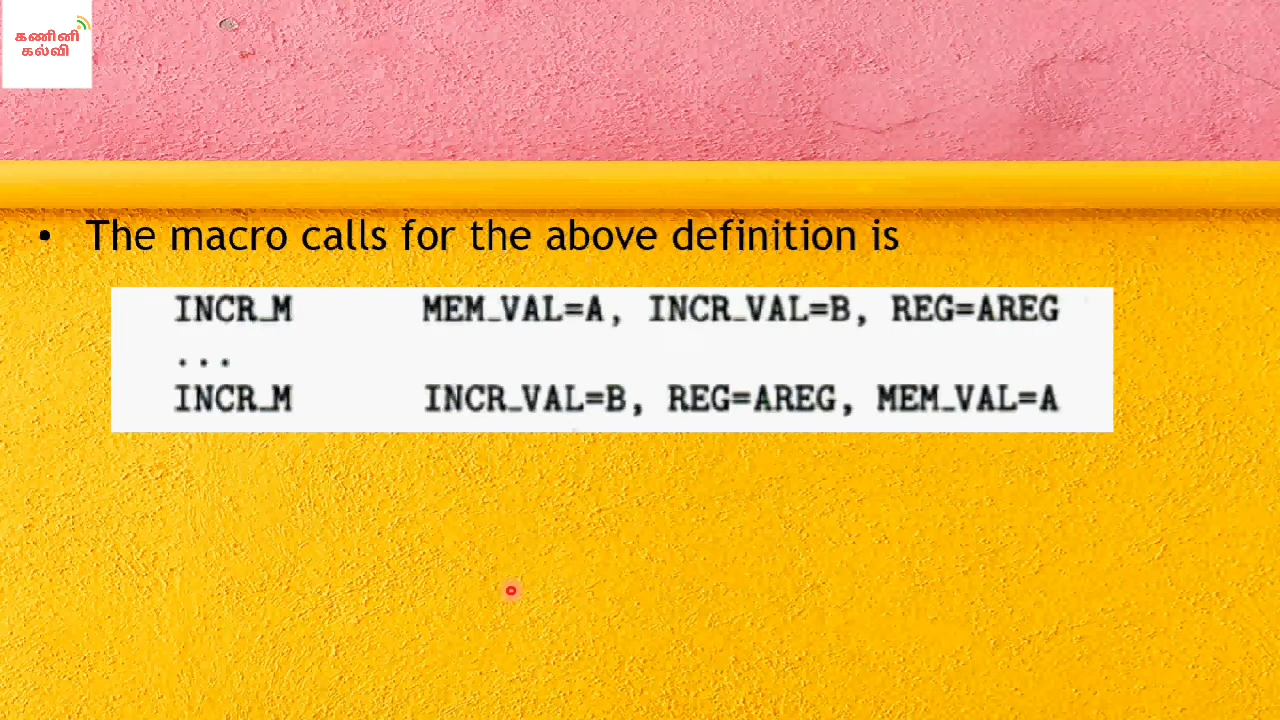 கணினி
கல்வி
• The macro calls for the above definition is
INCR_M MEM_VAL=A, INCR_VAL=B, REG=AREG
...
INCR_M INCR_VAL=B, REG=AREG, MEM_VAL=A